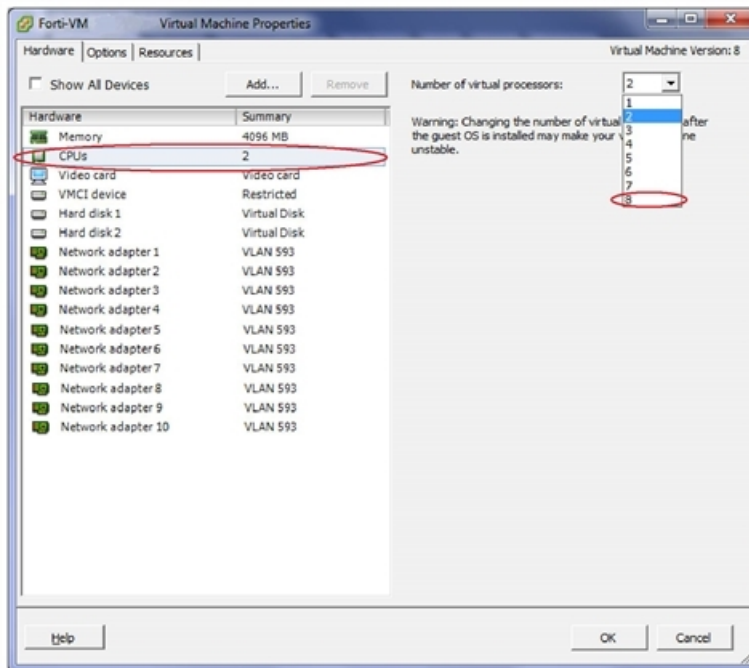 Forti-VM Virtual Machine Properties
Hardware Options Resources Virtual Machine Version: 8
Show All Devices Add... Remove Number of virtual processors: 2
Hardware Summary
Memory 4096 MB
CPUs 2
Video card Video card
VMCI device Restricted
Hard disk 1 Virtual Disk
Hard disk 2 Virtual Disk
Network adapter 1 VLAN 593
Network adapter 2 VLAN 593
Network adapter 3 VLAN 593
Network adapter 4 VLAN 593
Network adapter 5 VLAN 593
Network adapter 6 VLAN 593
Network adapter 7 VLAN 593
Network adapter 8 VLAN 593
Network adapter 9 VLAN 593
Network adapter 10 VLAN 593
Warning: Changing the number of virtual after
the guest OS is installed may make your ne
unstable.
1
2
3
4
5
6
7
8
Help OK Cancel